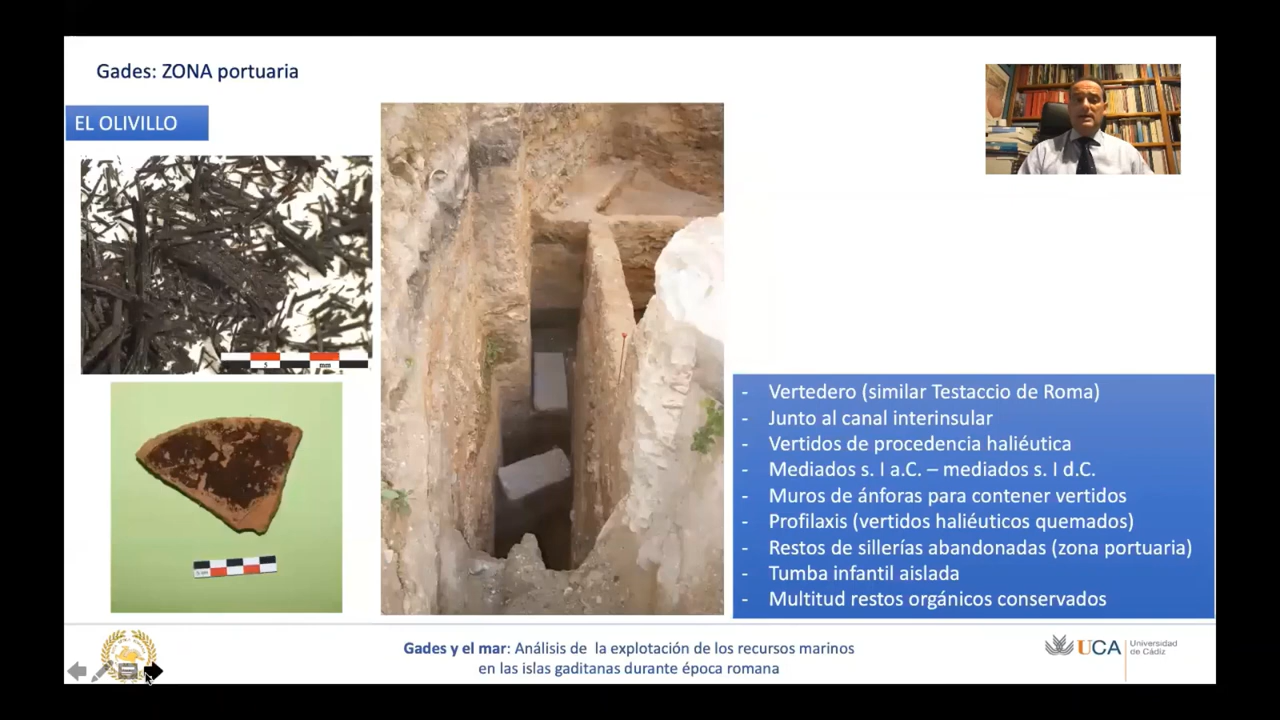 Gades: ZONA portuaria
EL OLIVILLO
5
mm
- Vertedero (similar Testaccio de Roma)
- Junto al canal interinsular
- Vertidos de procedencia haliéutica
- Mediados s. I a.C. – mediados s. I d.C.
- Muros de ánforas para contener vertidos
- Profilaxis (vertidos haliéuticos quemados)
- Restos de sillerías abandonadas (zona portuaria)
- Tumba infantil aislada
- Multitud restos orgánicos conservados
Gades y el mar: Análisis de la explotación de los recursos marinos
en las islas gaditanas durante época romana
UCA Universidad
de Cádiz